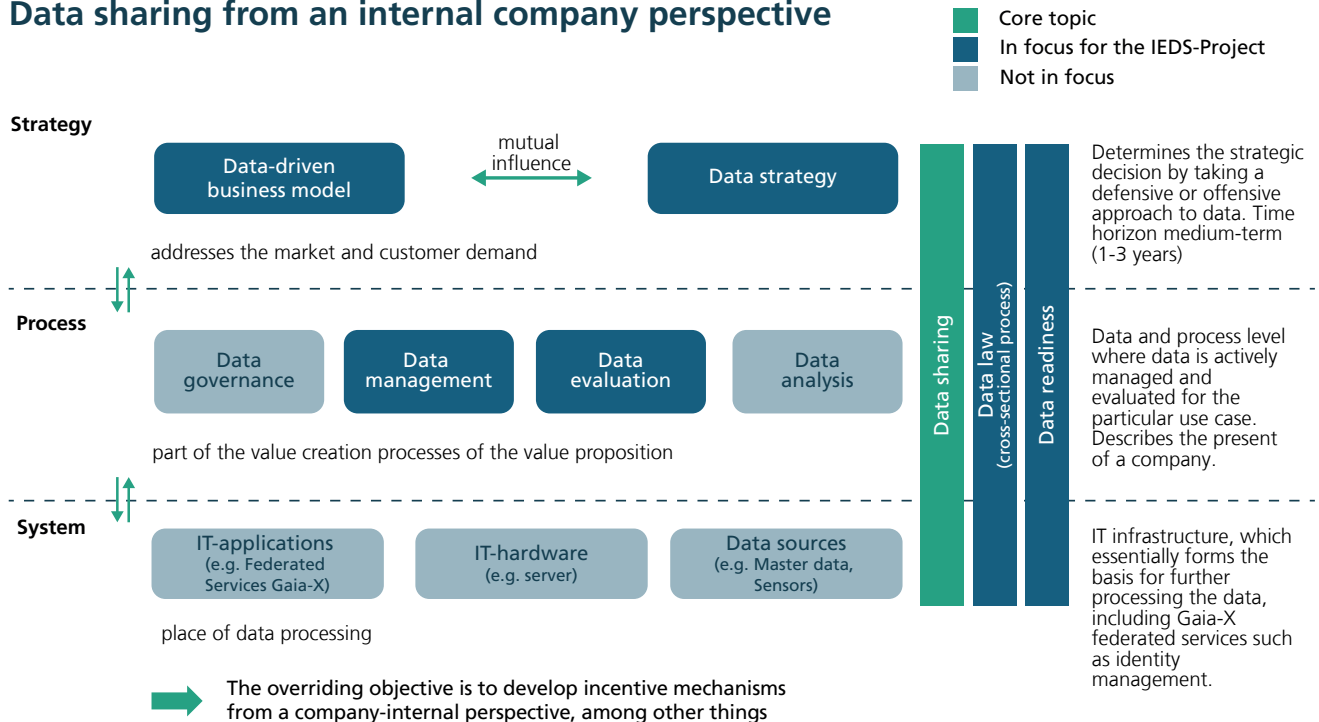 Data sharing from an internal company perspective
Core topic
In focus for the IEDS-Project
Not in focus
Strategy
Data-driven
business model
mutual
influence
Data strategy
addresses the market and customer demand
Determines the strategic
decision by taking a
defensive or offensive
approach to data. Time
horizon medium-term
(1-3 years)
Process
Data
governance
Data
management
Data
evaluation
Data
analysis
part of the value creation processes of the value proposition
Data sharing
Data law
(cross-sectional process)
Data readiness
Data and process level
where data is actively
managed and
evaluated for the
particular use case.
Describes the present
of a company.
System
IT-applications
(e.g. Federated
Services Gaia-X)
IT-hardware
(e.g. server)
Data sources
(e.g. Master data,
Sensors)
place of data processing
IT infrastructure, which
essentially forms the
basis for further
processing the data,
including Gaia-X
federated services such
as identity
management.
The overriding objective is to develop incentive mechanisms
from a company-internal perspective, among other things